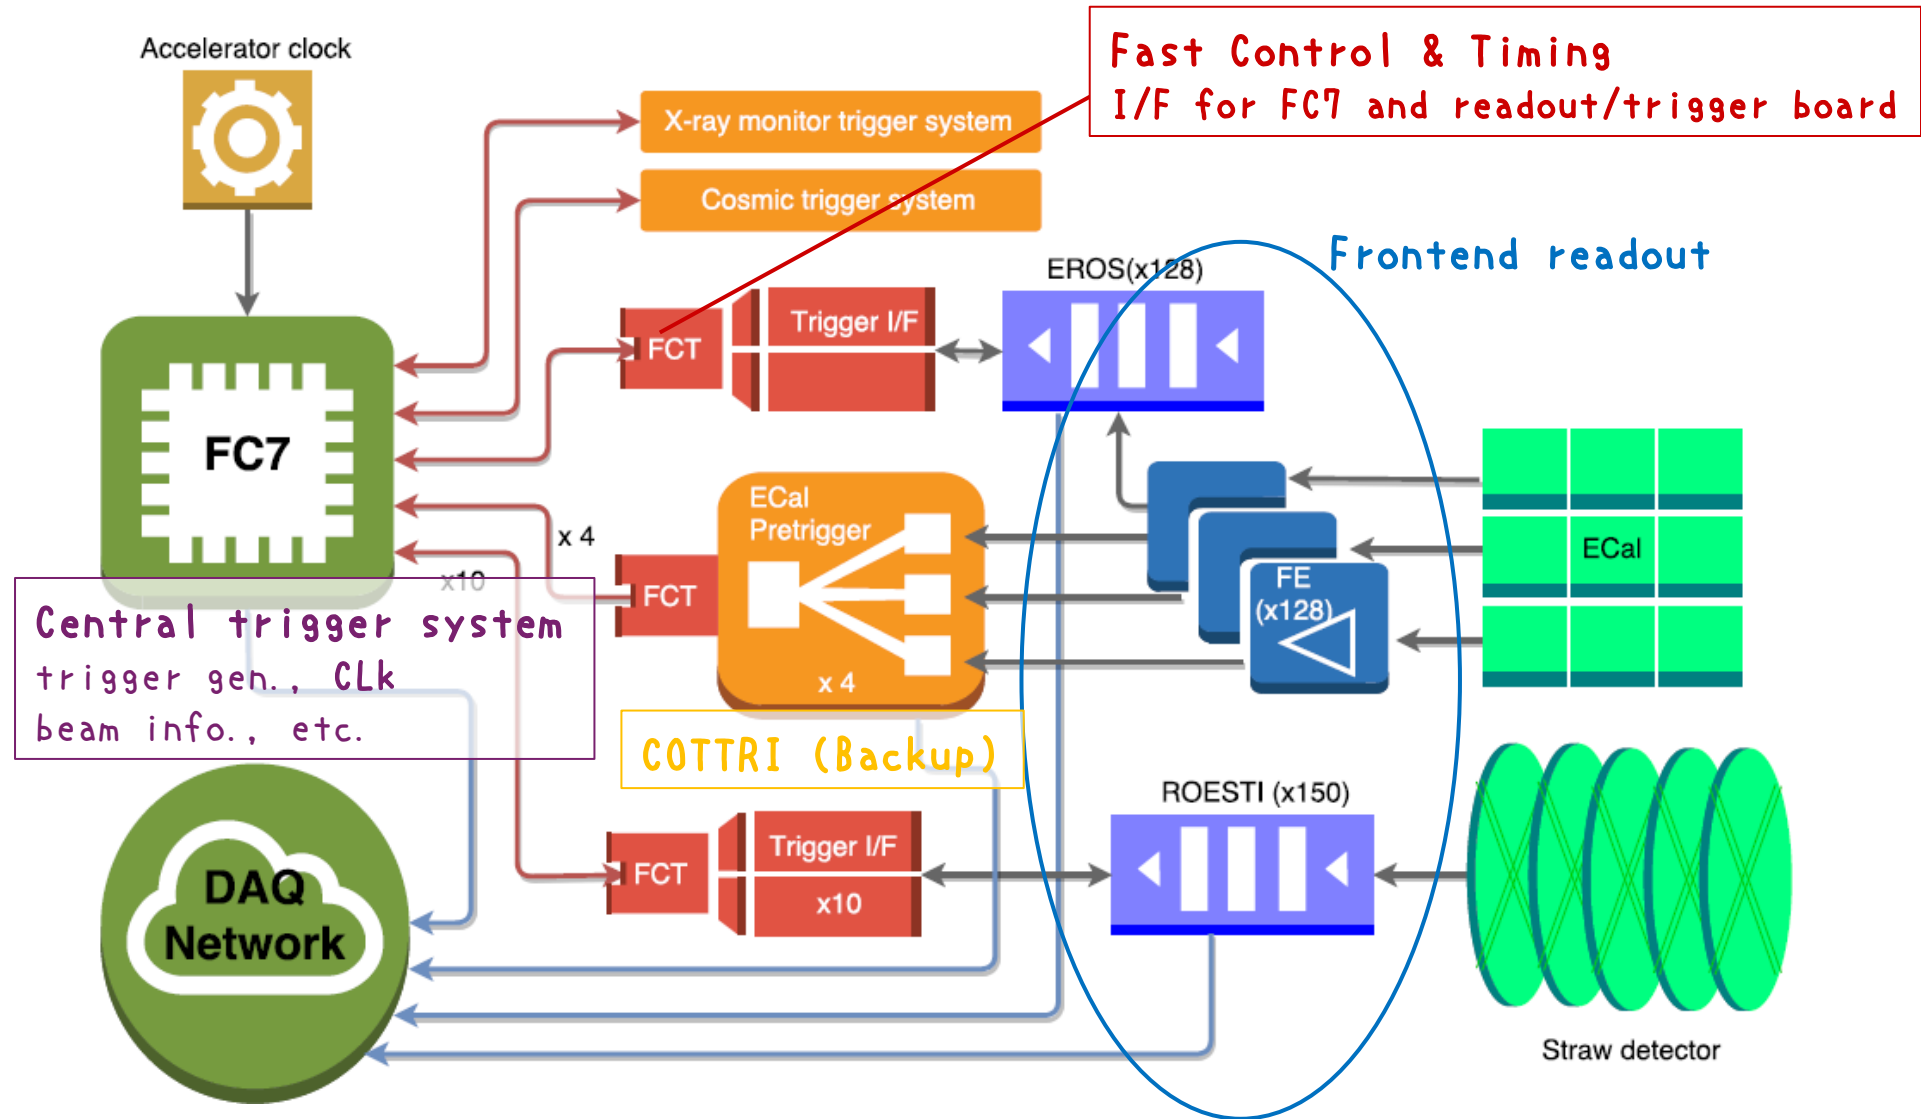 Accelerator clock
Fast Control & Timing
I/F for FC7 and readout/trigger board
X-ray monitor trigger system
Cosmic trigger system
Frontend readout
EROS(x128)
FCT
Trigger I/F
FC7
ECal
Pretrigger
x 4
FCT
x 4
FE
(x128)
ECal
x10
Central trigger system
trigger gen., CLk
beam info., etc.
COTTRI (Backup)
ROESTI (x150)
FCT
Trigger I/F
x10
DAQ
Network
Straw detector